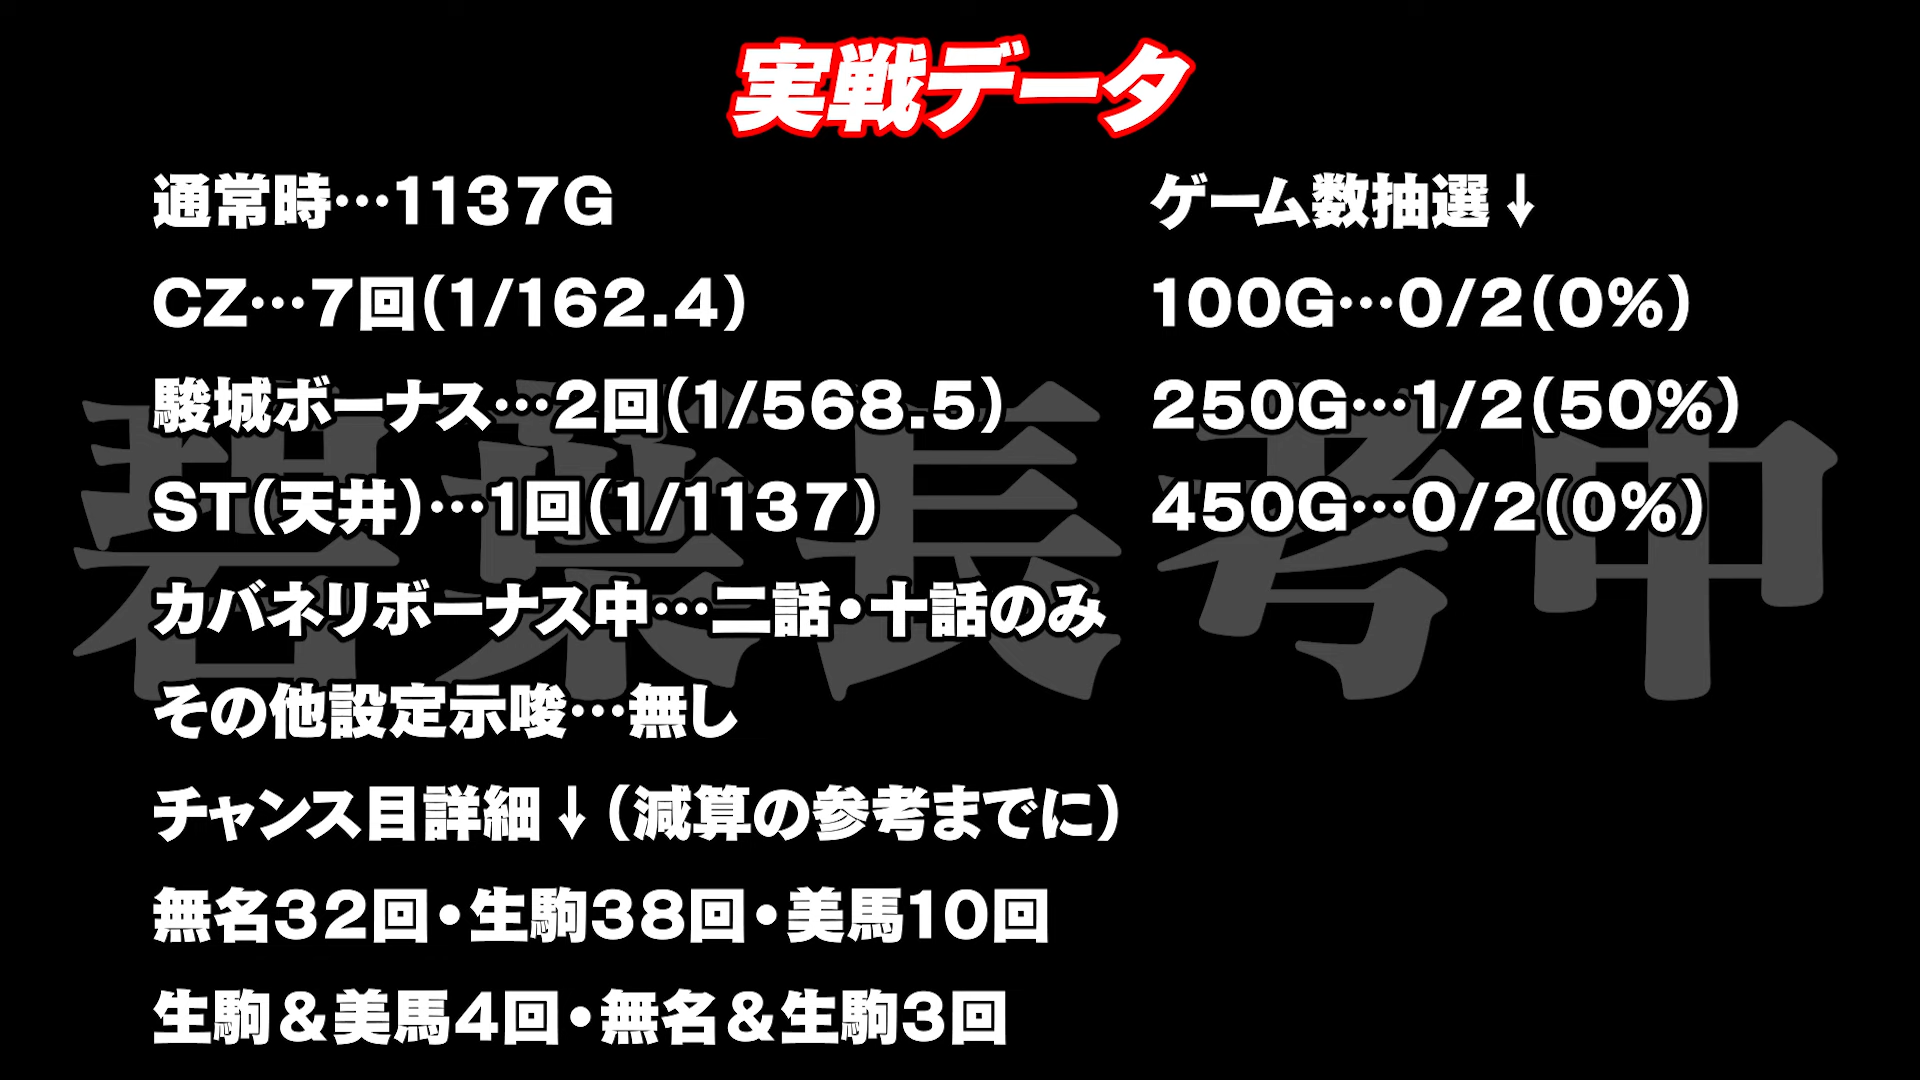 実戦データ
通常時…1137G
CZ…7回(1/162.4)
駿城ボーナス…2回(1/568.5)
ST(天井)…1回(1/1137)
カバネリボーナス中…二話・十話のみ
その他設定示唆…無し
チャンス目詳細↓(減算の参考までに)
無名32回・生駒38回・美馬10回
生駒&美馬4回・無名&生駒3回
ゲーム数抽選↓
100G…0/2(0%)
250G…1/2(50%)
450G…0/2(0%)